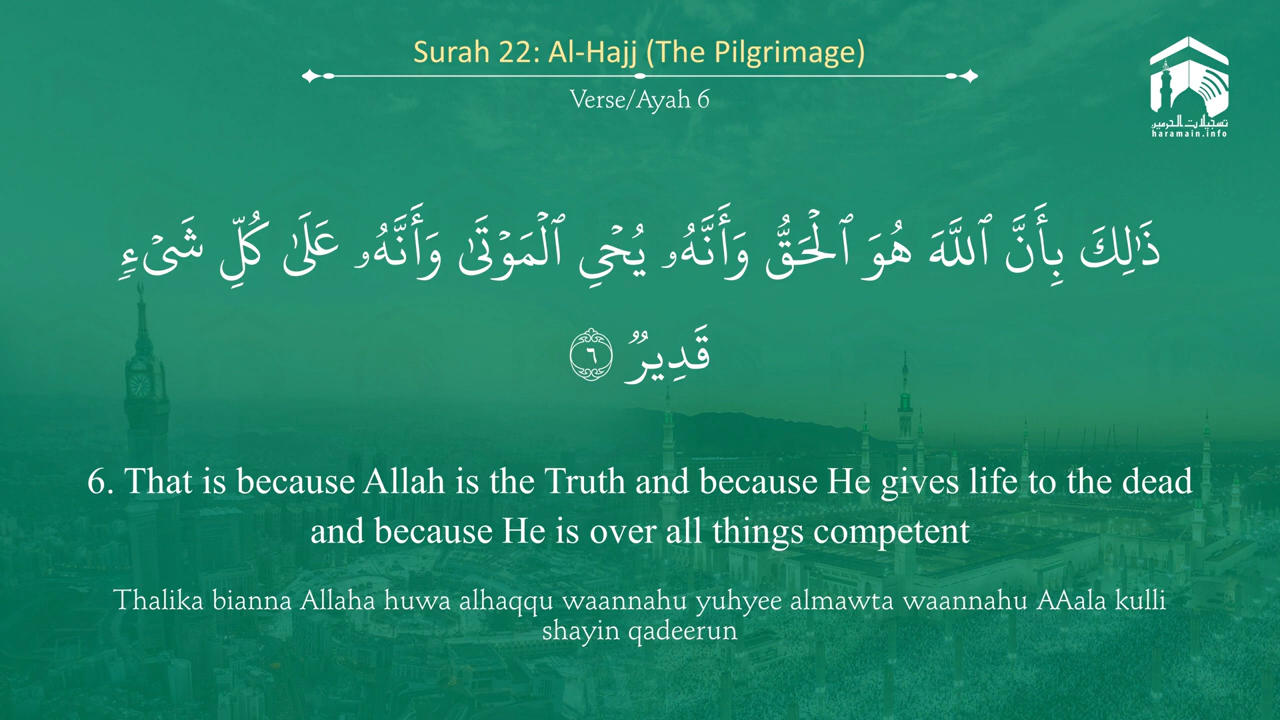 Surah 22: Al-Hajj (The Pilgrimage)
Verse/Ayah 6
تسجيلات الحرمين
haramain.info
ذَٰلِكَ بِأَنَّ ٱللَّهَ هُوَ ٱلْحَقُّ وَأَنَّهُۥ يُحْىِ ٱلْمَوْتَىٰ وَأَنَّهُۥ عَلَىٰ كُلِّ شَىْءٍ
قَدِيرٌ ٦
6. That is because Allah is the Truth and because He gives life to the dead
and because He is over all things competent
Thalika bianna Allaha huwa alhaqqu waannahu yuhyee almawta waannahu AAala kulli
shayin qadeerun